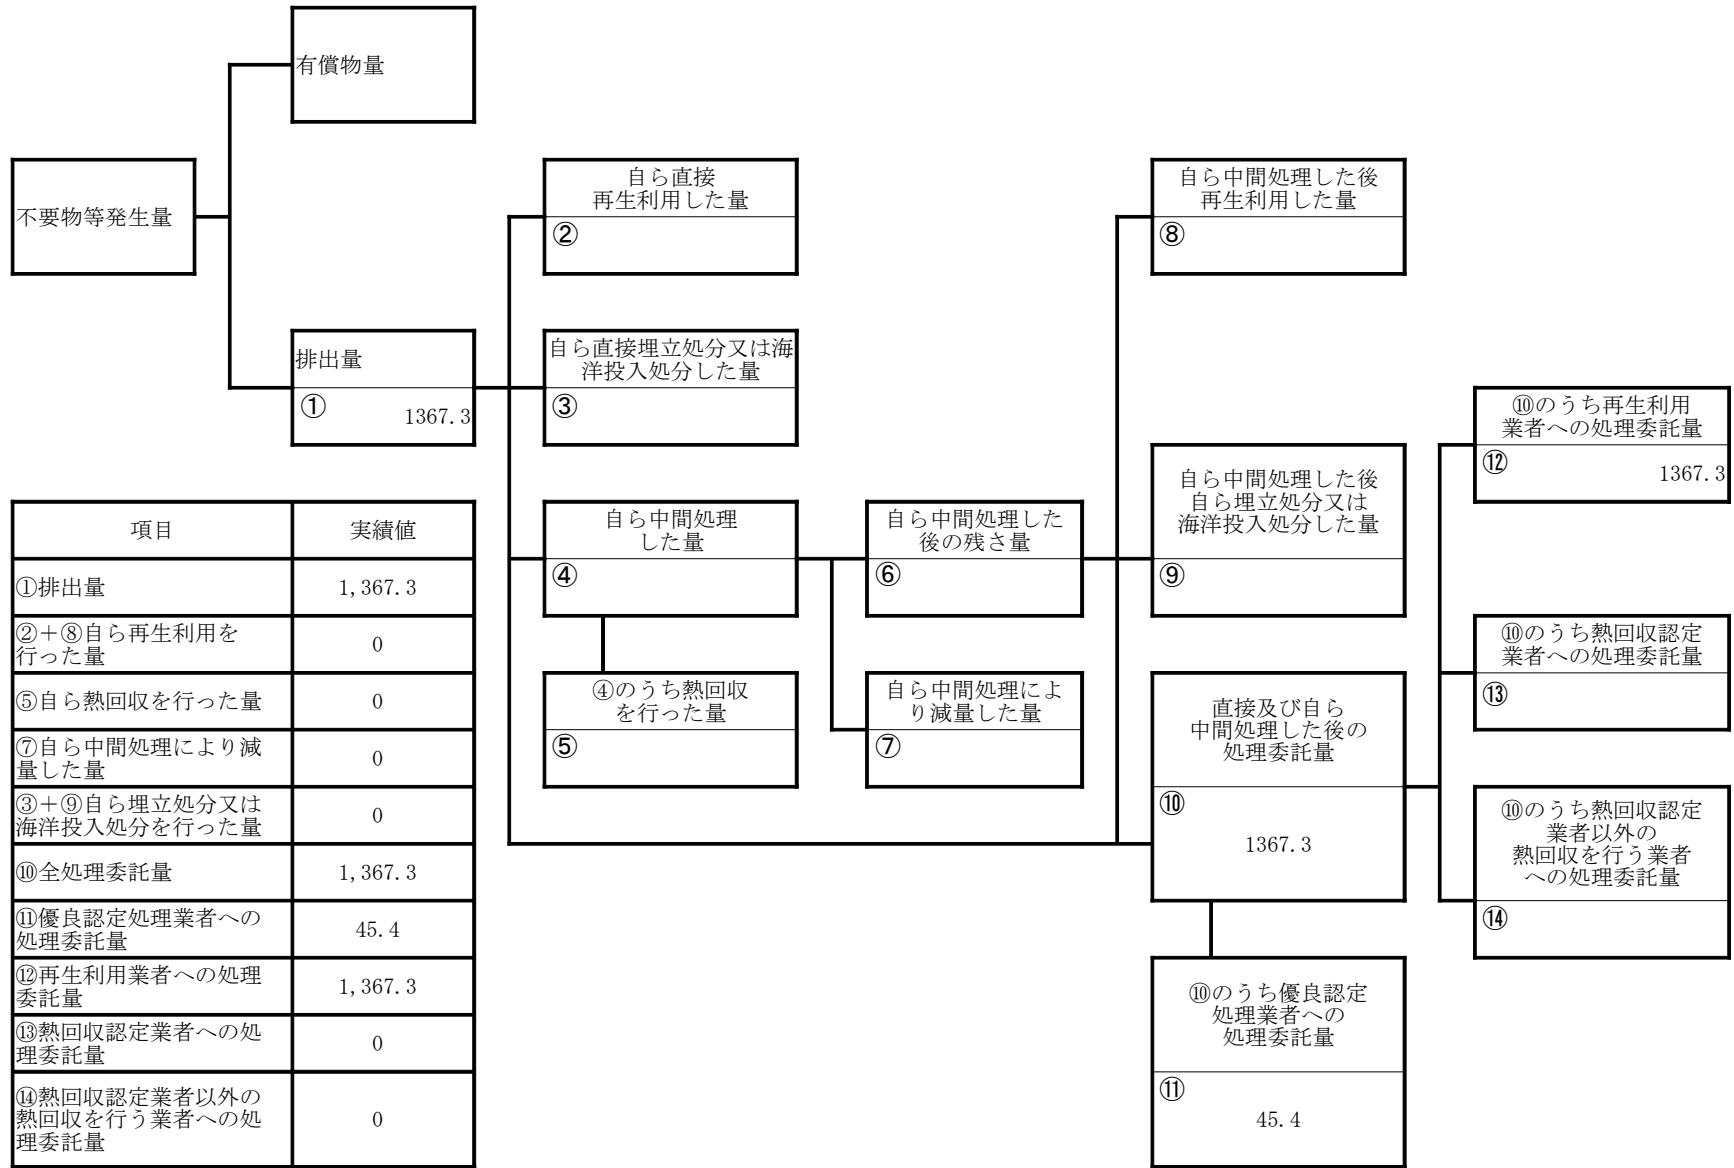 有償物量
不要物等発生量
自ら直接
再生利用した量
②
自ら中間処理した後
再生利用した量
⑧
排出量
①
1367.3
自ら直接埋立処分又は海
洋投入処分した量
③
⑩のうち再生利用
業者への処理委託量
⑫
1367.3
自ら中間処理した後
自ら埋立処分又は
海洋投入処分した量
⑨
自ら中間処理
した量
④
自ら中間処理した
後の残さ量
⑥
⑩のうち熱回収認定
業者への処理委託量
⑬
④のうち熱回収
を行った量
⑤
自ら中間処理によ
り減量した量
⑦
直接及び自ら
中間処理した後の
処理委託量
⑩
1367.3
⑩のうち熱回収認定
業者以外の
熱回収を行う業者
への処理委託量
⑭
⑩のうち優良認定
処理業者への
処理委託量
⑪
45.4
項目 実績値
①排出量 1,367.3
②＋⑧自ら再生利用を
行った量 0
⑤自ら熱回収を行った量 0
⑦自ら中間処理により減
量した量 0
③＋⑨自ら埋立処分又は
海洋投入処分を行った量 0
⑩全処理委託量 1,367.3
⑪優良認定処理業者への
処理委託量 45.4
⑫再生利用業者への処理
委託量 1,367.3
⑬熱回収認定業者への処
理委託量 0
⑭熱回収認定業者以外の
熱回収を行う業者への処
理委託量 0